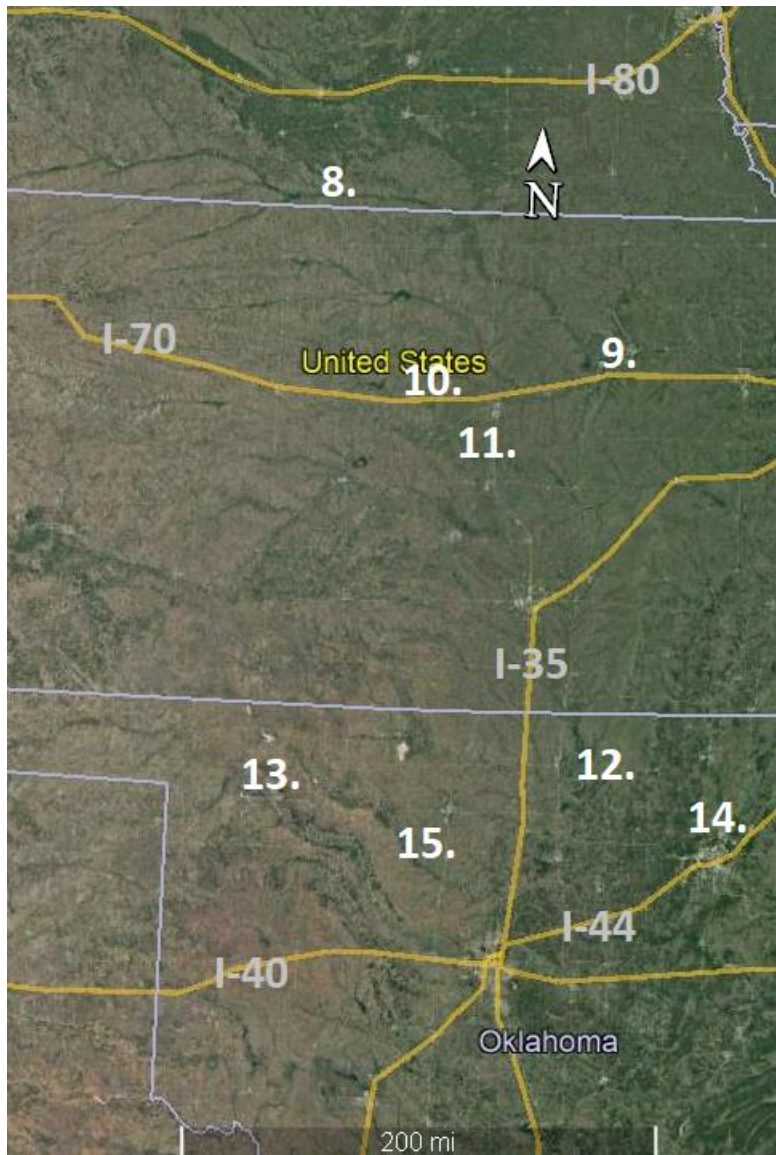 I-80
8.
N
I-70
United States
9.
10.
11.
I-35
12.
13.
14.
15.
I-44
I-40
Oklahoma
200 mi